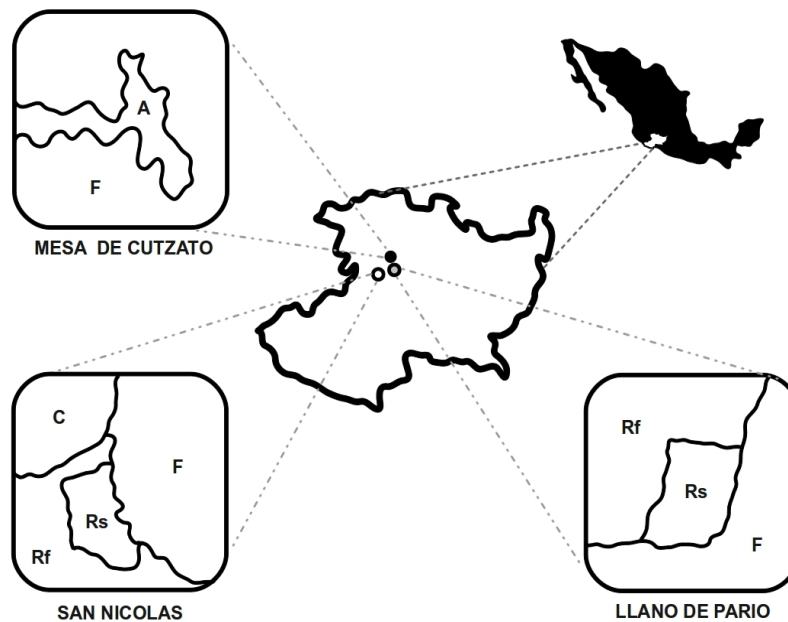 A
F
MESA DE CUTZATO
C
F
Rs
Rf
SAN NICOLAS
Rf
Rs
F
LLANO DE PARIO